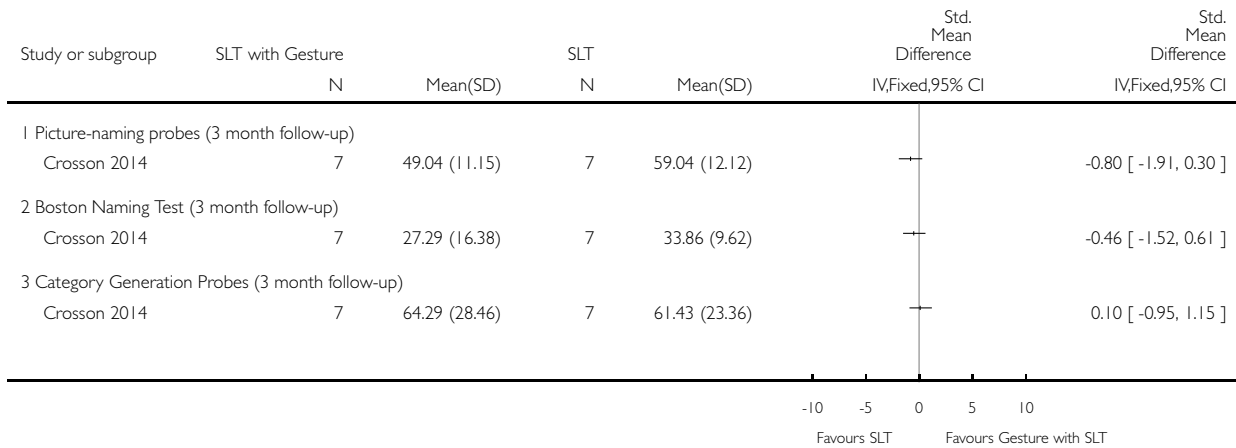 Std. Std.
Mean Mean
Study or subgroup SLT with Gesture SLT Difference Difference
N Mean(SD) N Mean(SD) IV,Fixed,95% CI IV,Fixed,95% CI
1 Picture-naming probes (3 month follow-up)
Crosson 2014 7 49.04 (11.15) 7 59.04 (12.12) -0.80 [ -1.91, 0.30 ]
2 Boston Naming Test (3 month follow-up)
Crosson 2014 7 27.29 (16.38) 7 33.86 (9.62) -0.46 [ -1.52, 0.61 ]
3 Category Generation Probes (3 month follow-up)
Crosson 2014 7 64.29 (28.46) 7 61.43 (23.36) 0.10 [ -0.95, 1.15 ]
-10 -5 0 5 10
Favours SLT Favours Gesture with SLT